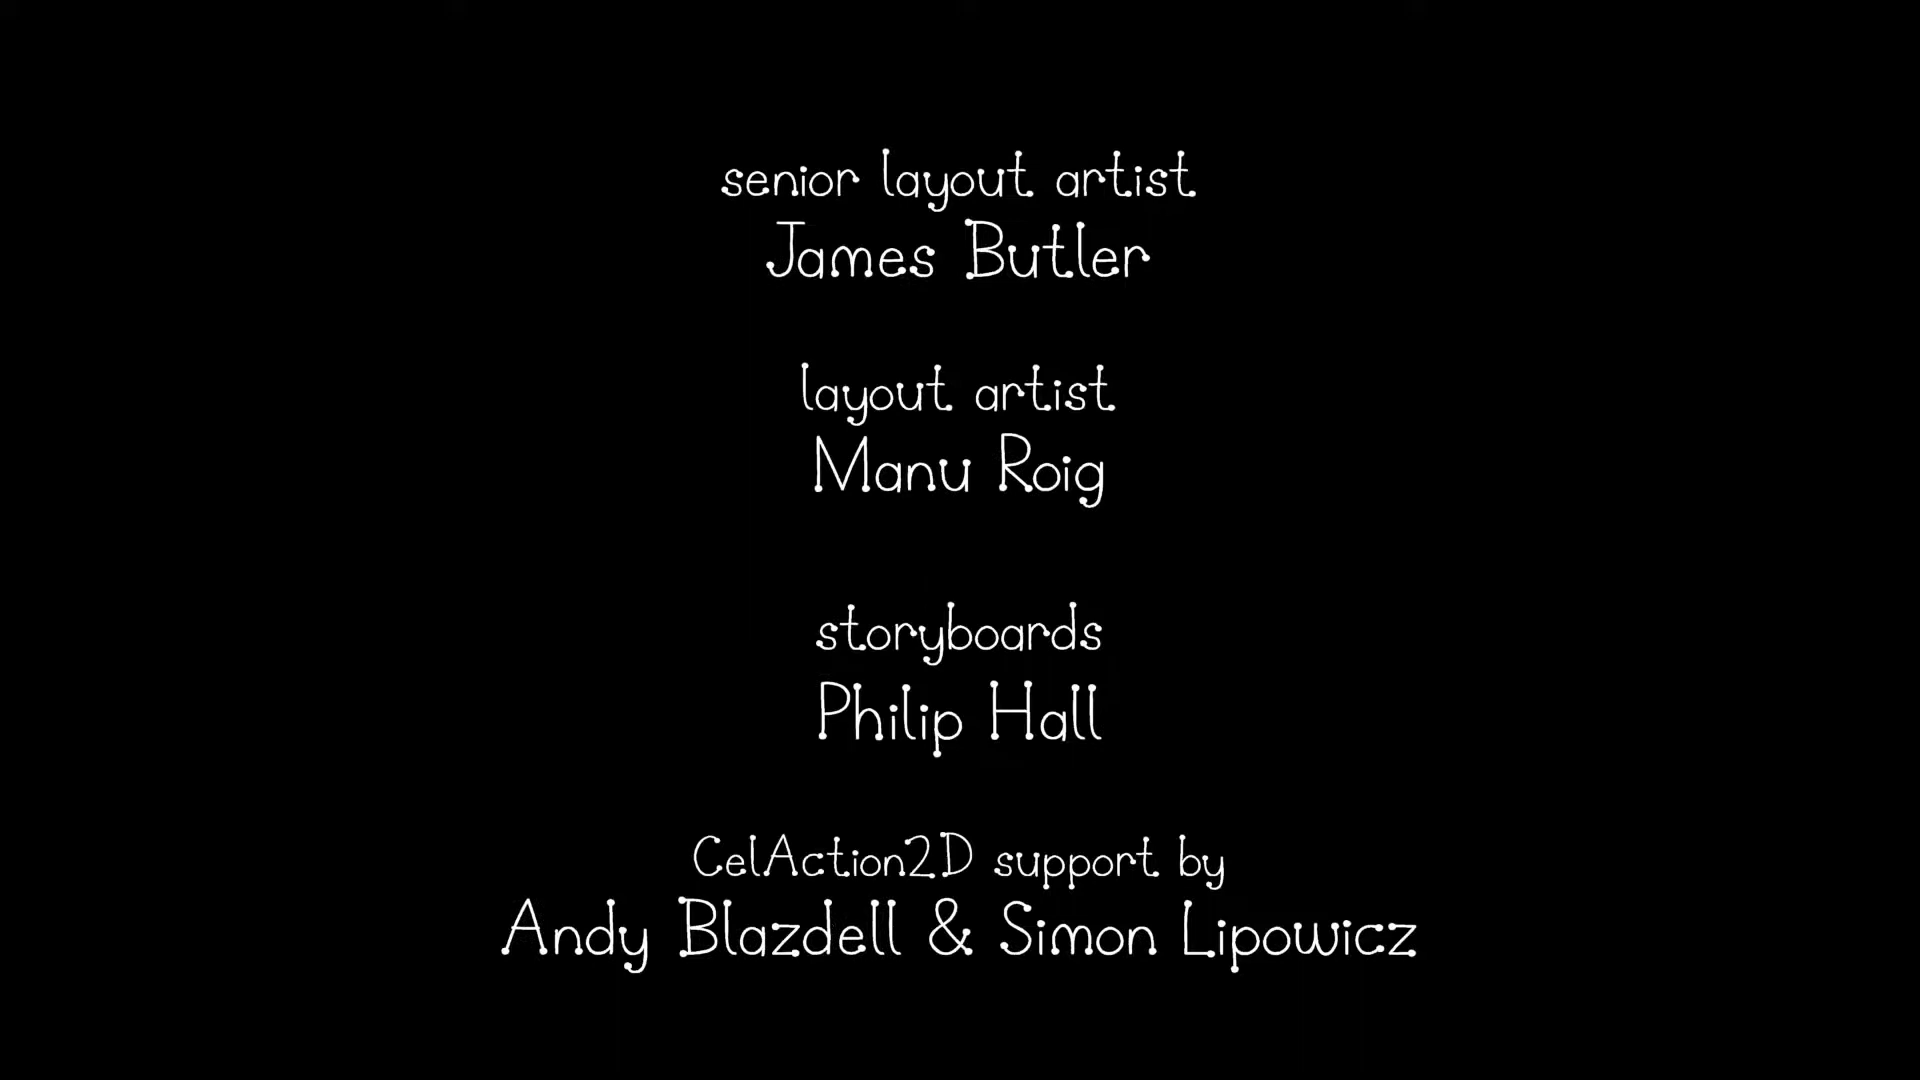 senior layout artist
James Butler
layout artist
Manu Roig
storyboards
Philip Hall
CelAction2D support by
Andy Blazdell & Simon Lipowicz